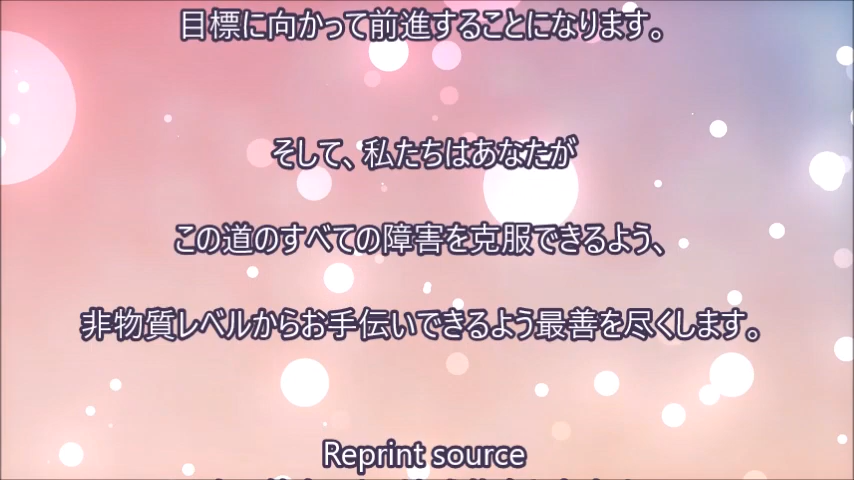 目標に向かって前進することになります。
そして、私たちはあなたが
この道のすべての障害を克服できるよう、
非物質レベルからお手伝いできるよう最善を尽くします。
Reprint source